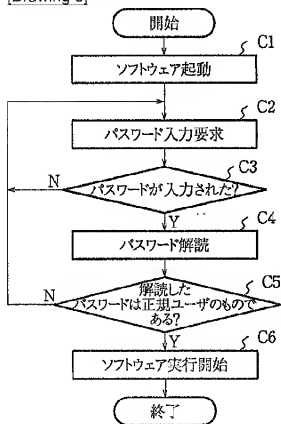 開始
C1
ソフトウェア起動
C2
パスワード入力要求
C3
パスワードが入力された?
N
Y
C4
パスワード解読
C5
解読した
パスワードは正規ユーザのもので
ある?
N
Y
C6
ソフトウェア実行開始
終了